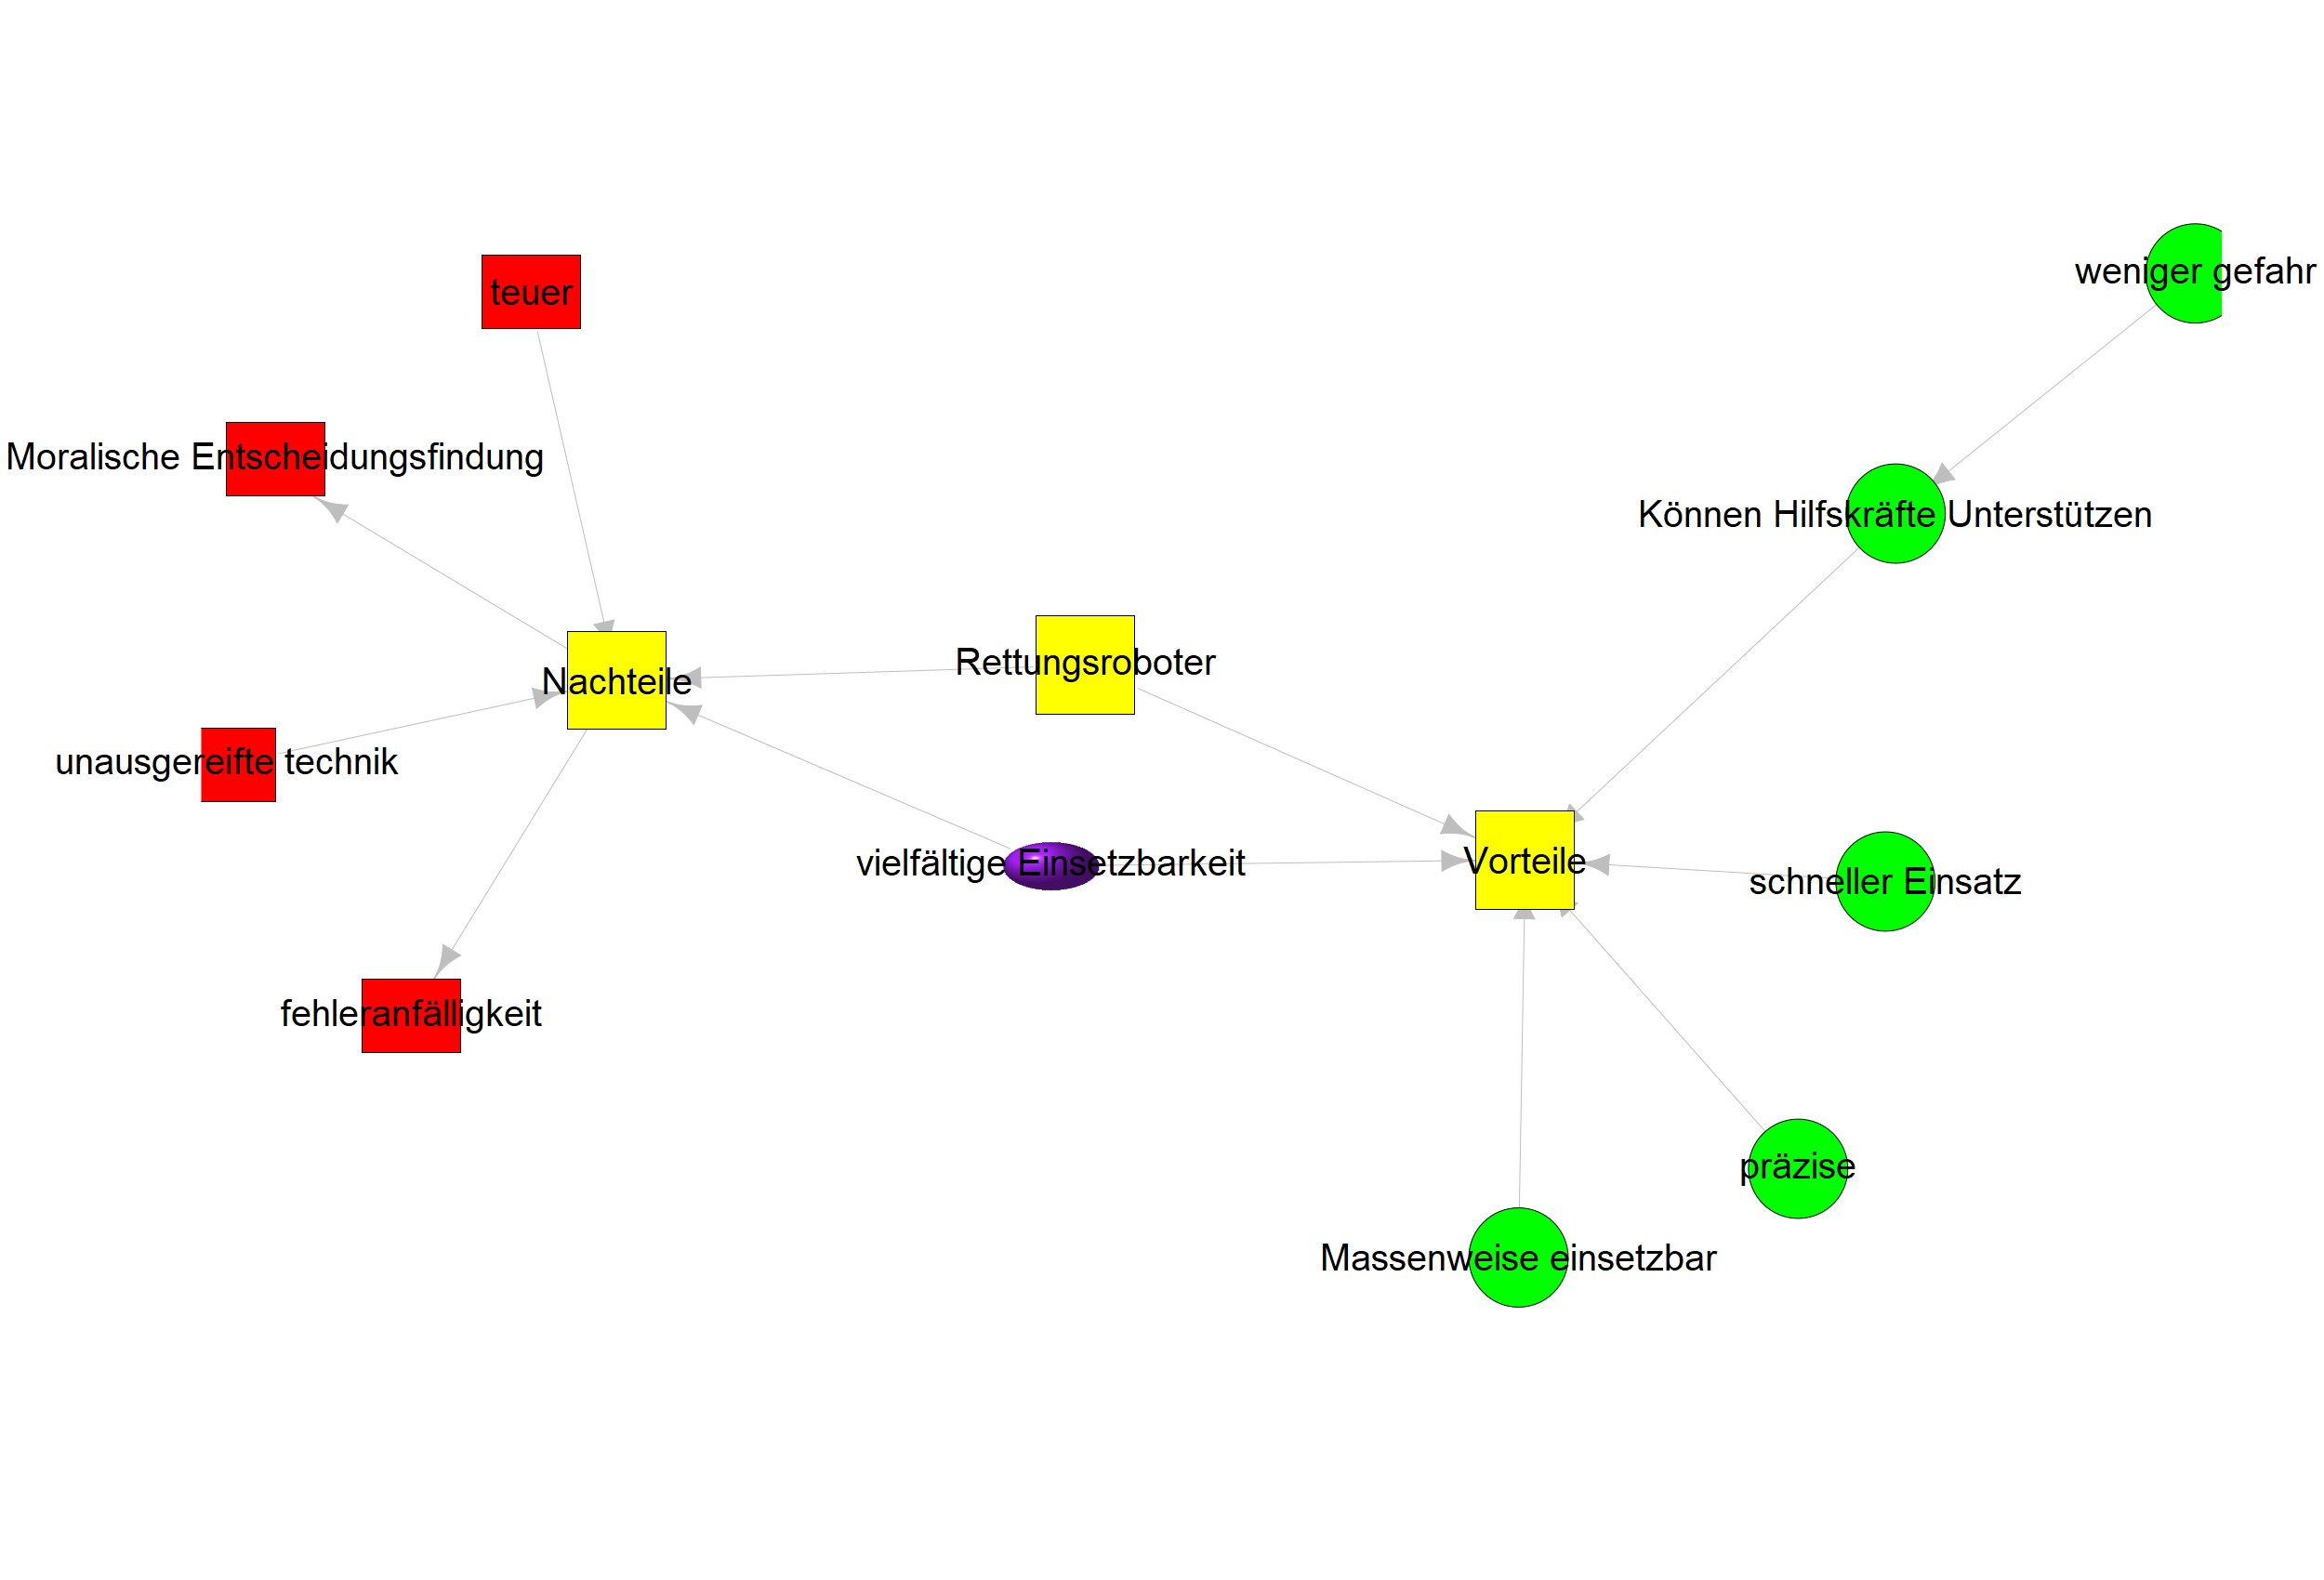 weniger gefahr
teuer
Moralische Entscheidungsfindung
Können Hilfskräfte Unterstützen
Rettungsroboter
Nachteile
unausgereifte technik
vielfältige Einsetzbarkeit
Vorteile
schneller Einsatz
fehleranfälligkeit
präzise
Massenweise einsetzbar